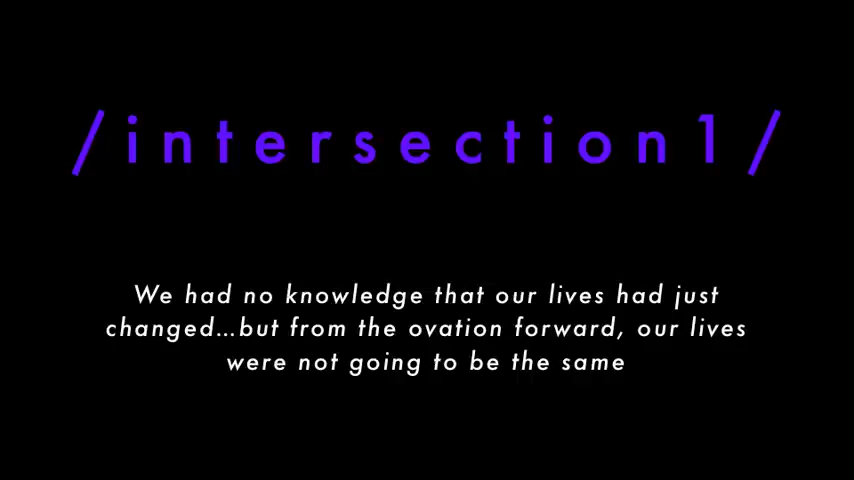 /intersection1/
We had no knowledge that our lives had just
changed...but from the ovation forward, our lives
were not going to be the same